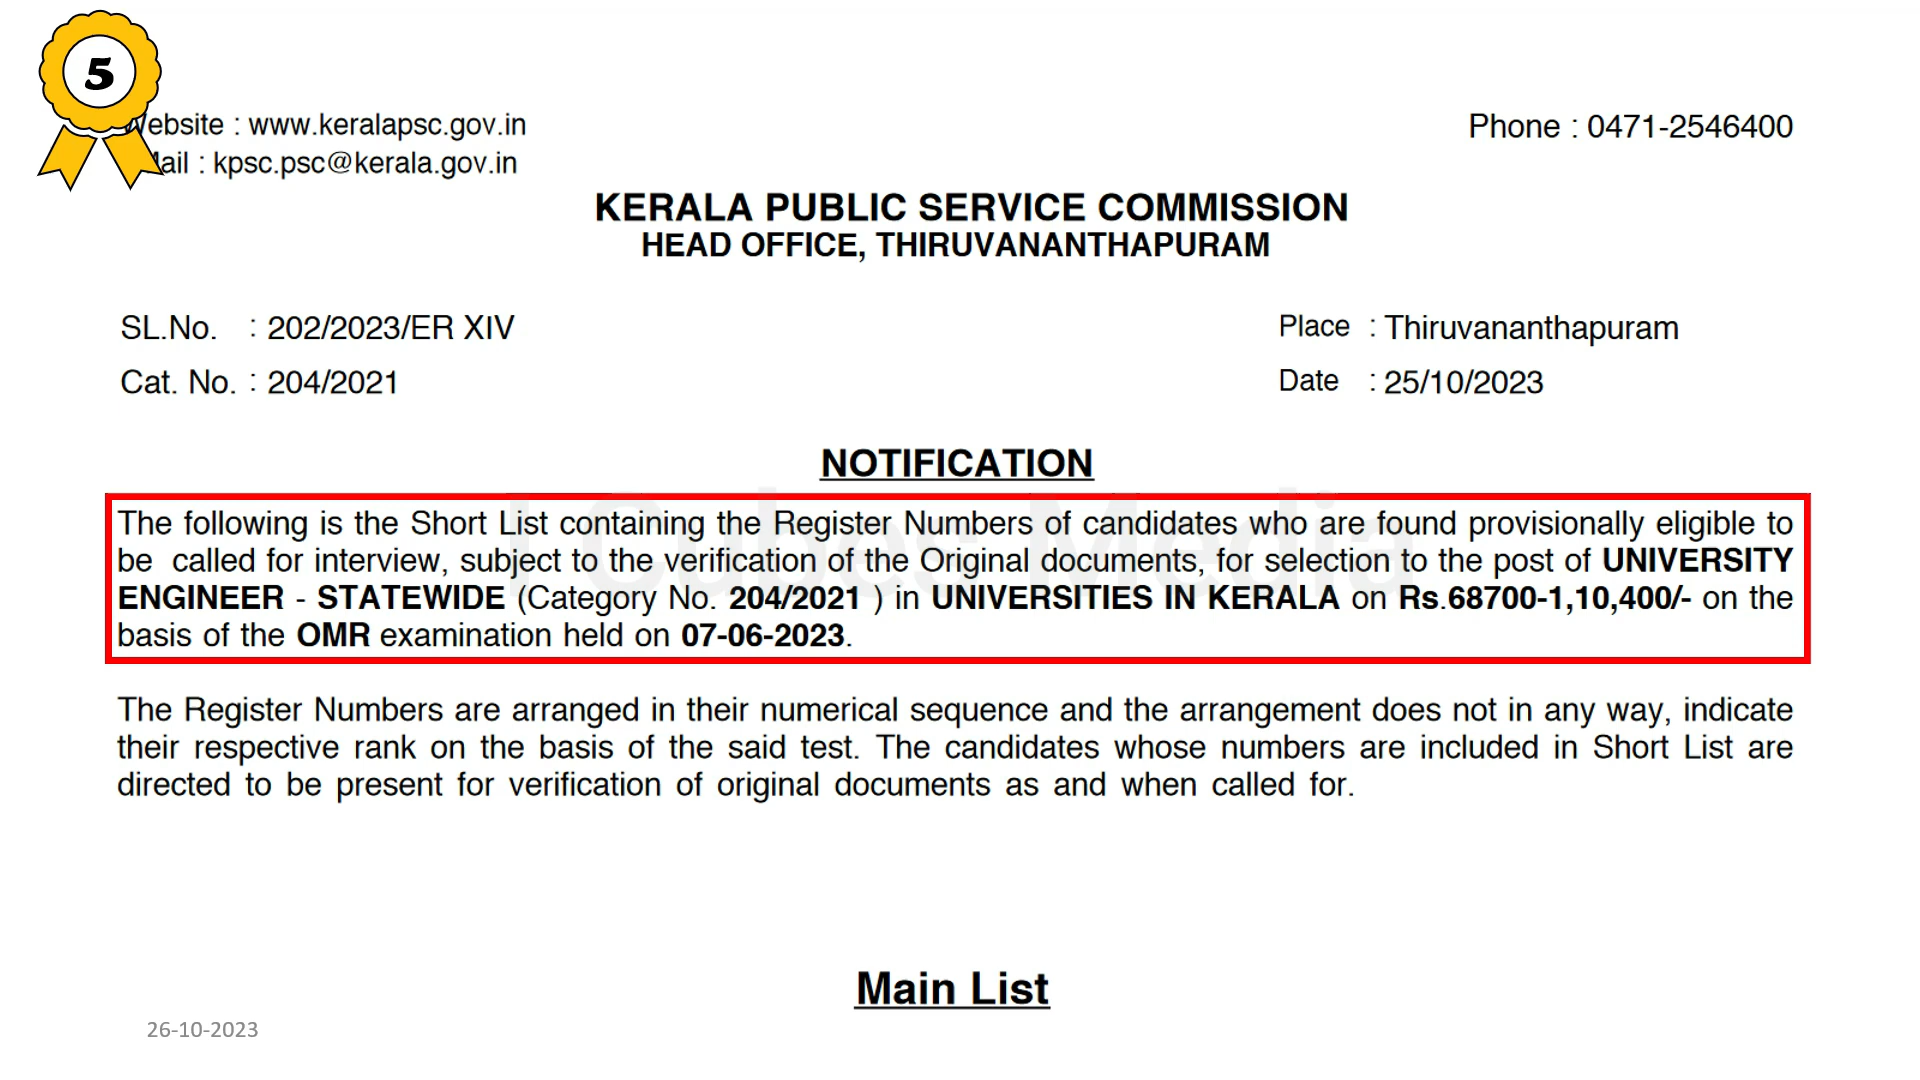 5
Website : www.keralapsc.gov.in
Mail : kpsc.psc@kerala.gov.in
Phone : 0471-2546400
KERALA PUBLIC SERVICE COMMISSION
HEAD OFFICE, THIRUVANANTHAPURAM
SL.No. : 202/2023/ER XIV
Place : Thiruvananthapuram
Cat. No. : 204/2021
Date : 25/10/2023
NOTIFICATION
I Cubes Media
The following is the Short List containing the Register Numbers of candidates who are found provisionally eligible to
be called for interview, subject to the verification of the Original documents, for selection to the post of UNIVERSITY
ENGINEER - STATEWIDE (Category No. 204/2021 ) in UNIVERSITIES IN KERALA on Rs.68700-1,10,400/- on the
basis of the OMR examination held on 07-06-2023.
The Register Numbers are arranged in their numerical sequence and the arrangement does not in any way, indicate
their respective rank on the basis of the said test. The candidates whose numbers are included in Short List are
directed to be present for verification of original documents as and when called for.
Main List
26-10-2023